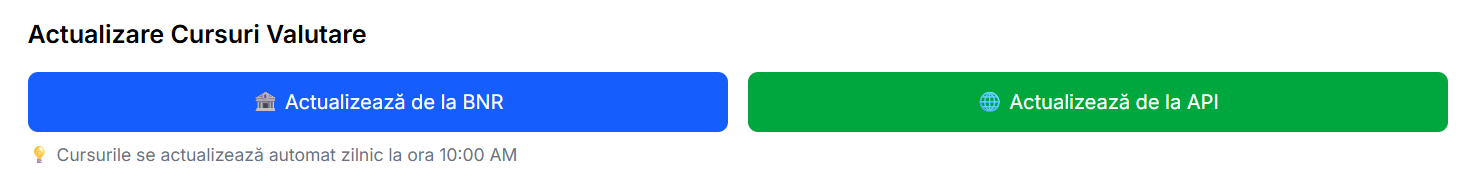 Actualizare Cursuri Valutare
Actualizează de la BNR
Actualizează de la API
Cursurile se actualizează automat zilnic la ora 10:00 AM